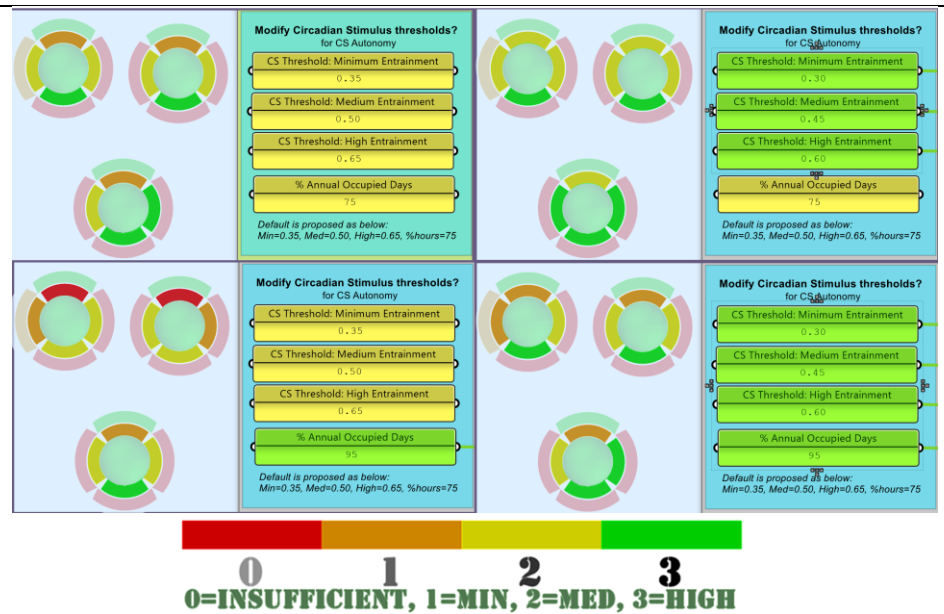 Modify Circadian Stimulus thresholds?
for CS Autonomy
CS Threshold: Minimum Entrainment
0.35
CS Threshold: Medium Entrainment
0.50
CS Threshold: High Entrainment
0.65
% Annual Occupied Days
75
Default is proposed as below:
Min=0.35, Med=0.50, High=0.65, %hours=75
Modify Circadian Stimulus thresholds?
for CS Autonomy
CS Threshold: Minimum Entrainment
0.30
CS Threshold: Medium Entrainment
0.45
CS Threshold: High Entrainment
0.60
% Annual Occupied Days
75
Default is proposed as below:
Min=0.35, Med=0.50, High=0.65, %hours=75
Modify Circadian Stimulus thresholds?
for CS Autonomy
CS Threshold: Minimum Entrainment
0.35
CS Threshold: Medium Entrainment
0.50
CS Threshold: High Entrainment
0.65
% Annual Occupied Days
95
Default is proposed as below:
Min=0.35, Med=0.50, High=0.65, %hours=75
Modify Circadian Stimulus thresholds?
for CS Autonomy
CS Threshold: Minimum Entrainment
0.30
CS Threshold: Medium Entrainment
0.45
CS Threshold: High Entrainment
0.60
% Annual Occupied Days
95
Default is proposed as below:
Min=0.35, Med=0.50, High=0.65, %hours=75
0 1 2 3
0=INSUFFICIENT, 1=MIN, 2=MED, 3=HIGH